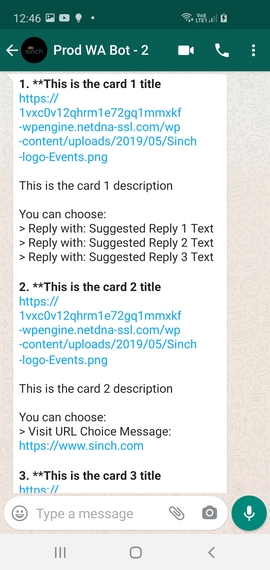 12:46
Prod WA Bot - 2
sinch
1. **This is the card 1 title
https://
1vxc0v12qhrm1e72gq1mmxkf
-wpengine.netdna-ssl.com/wp
-content/uploads/2019/05/Sinch
-logo-Events.png
This is the card 1 description
You can choose:
> Reply with: Suggested Reply 1 Text
> Reply with: Suggested Reply 2 Text
> Reply with: Suggested Reply 3 Text
2. **This is the card 2 title
https://
1vxc0v12qhrm1e72gq1mmxkf
-wpengine.netdna-ssl.com/wp
-content/uploads/2019/05/Sinch
-logo-Events.png
This is the card 2 description
You can choose:
> Visit URL Choice Message:
https://www.sinch.com
3. **This is the card 3 title
https://
Type a message